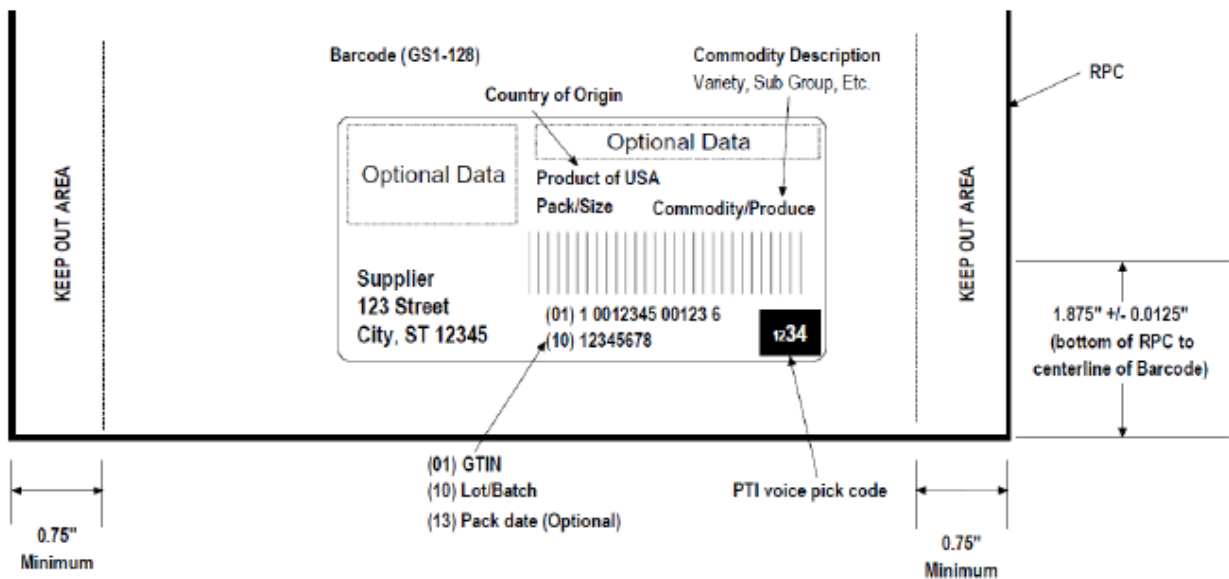 Barcode (GS1-128)
Commodity Description
Variety, Sub Group, Etc.
RPC
Country of Origin
Optional Data
Optional Data
Product of USA
Pack/Size
Commodity/Produce
KEEP OUT AREA
KEEP OUT AREA
Supplier
123 Street
City, ST 12345
(01) 1 0012345 00123 6
(10) 12345678
1234
1.875" +/- 0.0125"
(bottom of RPC to
centerline of Barcode)
(01) GTIN
(10) Lot/Batch
(13) Pack date (Optional)
PTI voice pick code
0.75"
Minimum
0.75"
Minimum